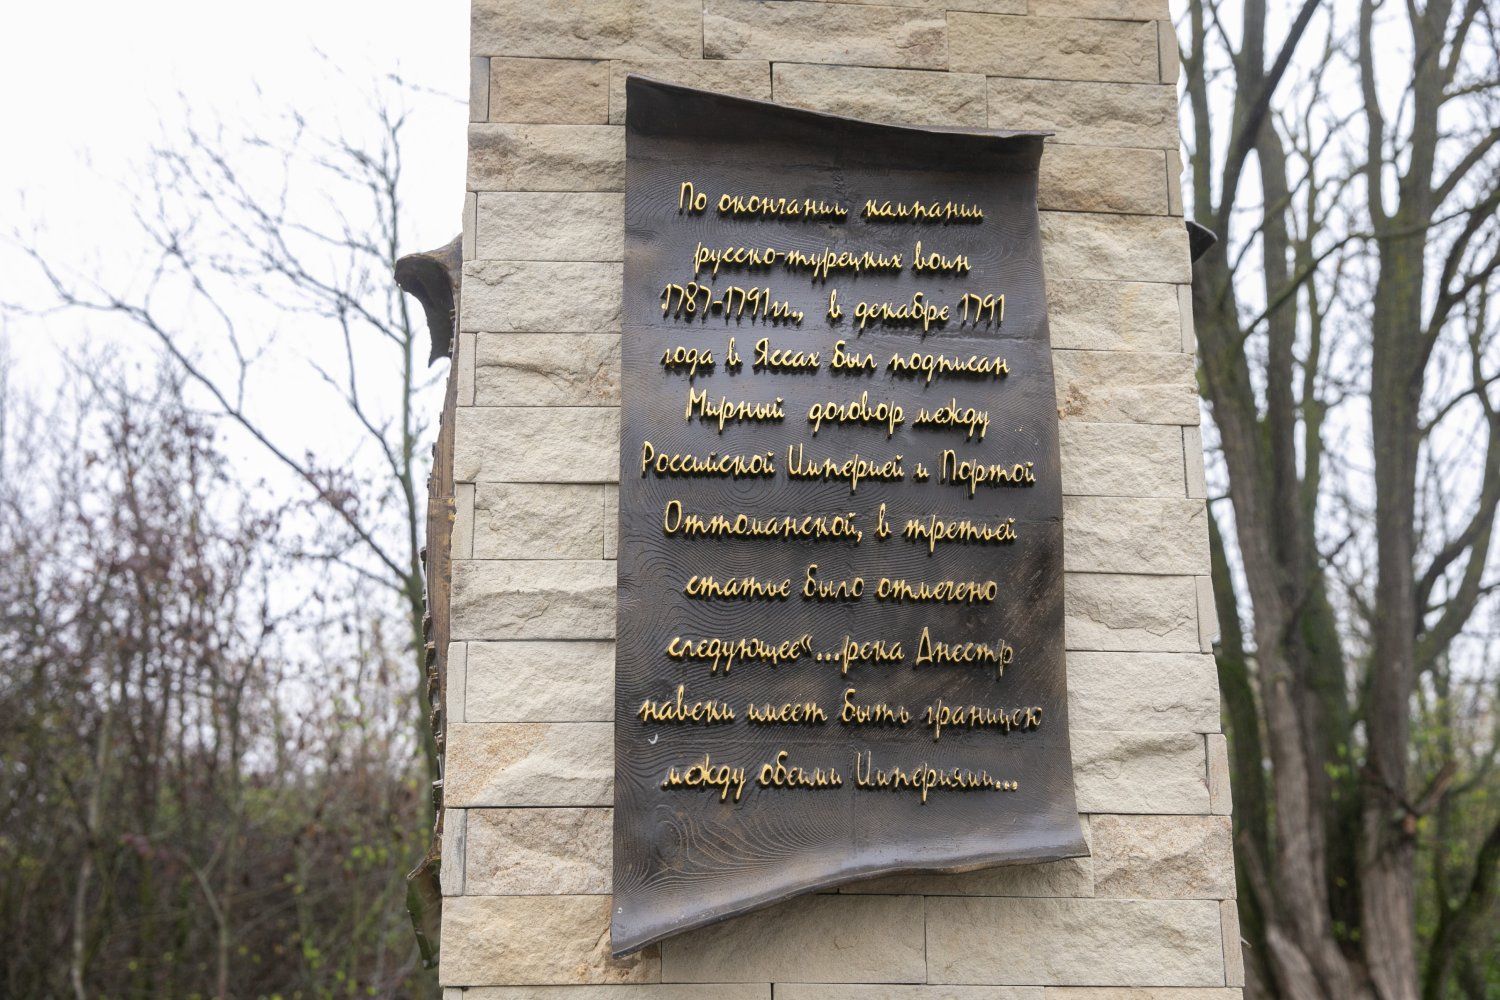 По окончании кампании
русско-турецких воин
1787-1791гг., в декабре 1791
года в Яссах был подписан
Мирный договор между
Российской Империей и Портой
Оттоманской, в третьей
статье было отмечено
следующее“...река Днестр
навеки имеет быть границею
между обеими Империями...